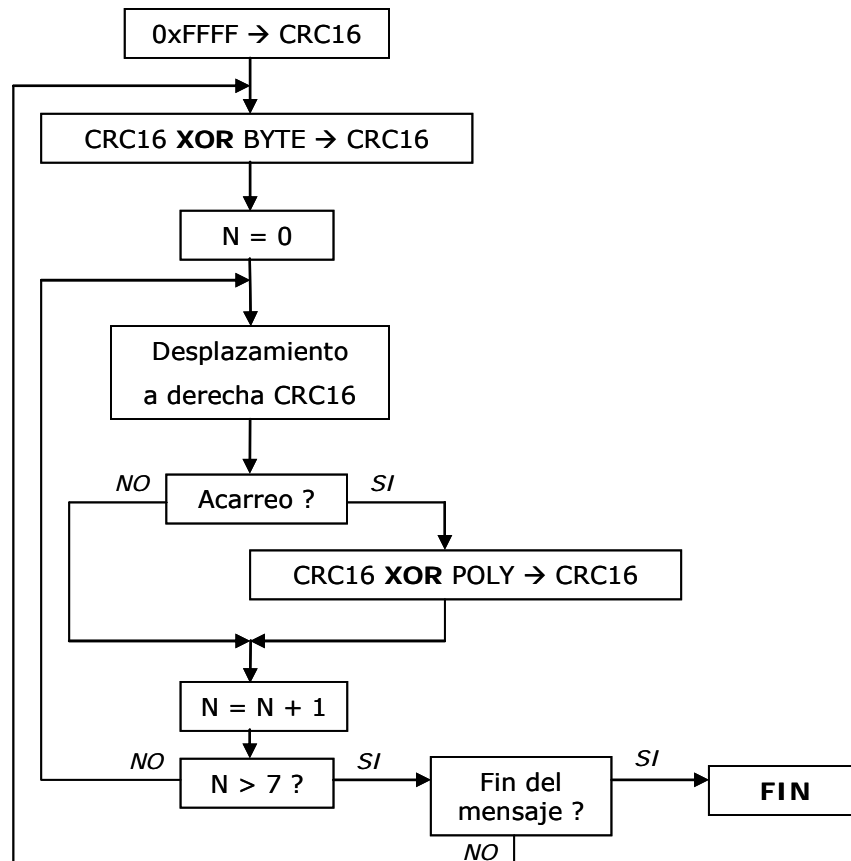 0xFFFF → CRC16
CRC16 XOR BYTE → CRC16
N = 0
Desplazamiento
a derecha CRC16
NO
Acarreo ?
SI
CRC16 XOR POLY → CRC16
N = N + 1
NO
N > 7 ?
SI
Fin del
mensaje ?
SI
FIN
NO